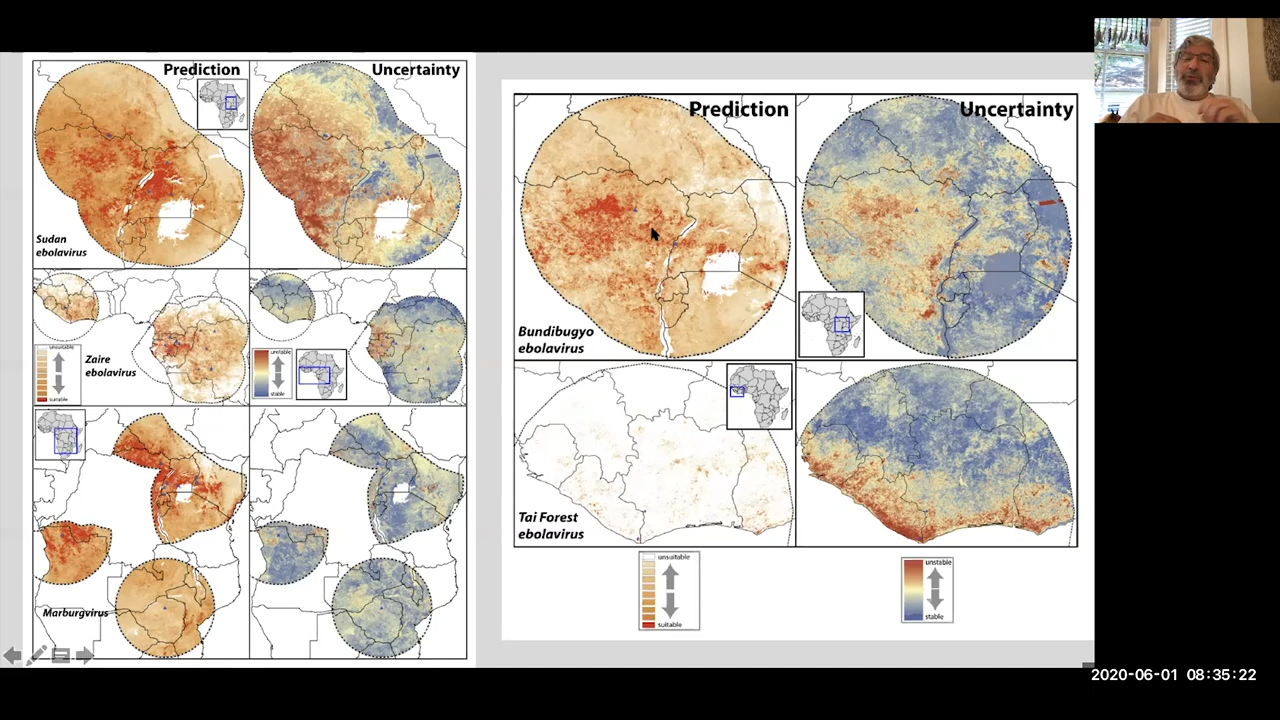 Prediction
Uncertainty
Sudan
ebolavirus
unsuitable
suitable
Zaire
ebolavirus
unstable
stable
Marburgvirus
Prediction
Uncertainty
Bundibugyo
ebolavirus
Tai Forest
ebolavirus
unsuitable
suitable
unstable
stable
2020-06-01 08:35:22